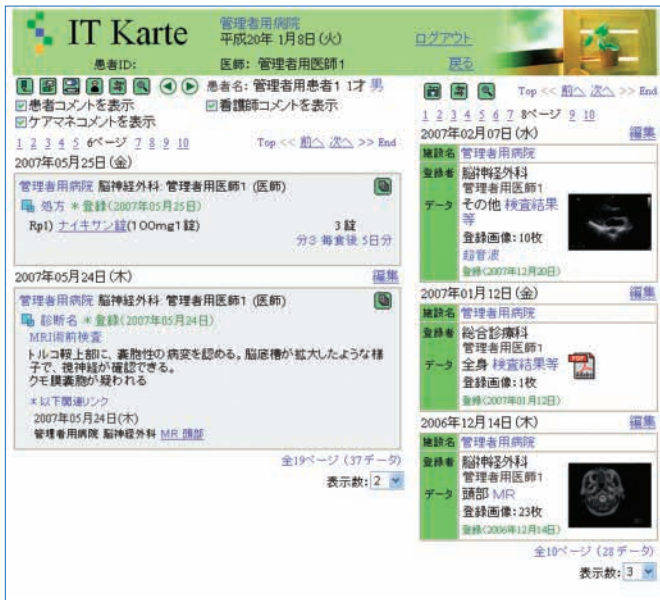 IT Karte
管理者用病院
平成20年 1月8日(火)
ログアウト
患者ID:
医師: 管理者用医師1
戻る
患者名: 管理者用患者1 1才 男
☑患者コメントを表示 ☑看護師コメントを表示
☑ケアマネコメントを表示
1 2 3 4 5 6ページ 7 8 9 10 Top << 前へ 次へ >> End
2007年05月25日(金)
管理者用病院 脳神経外科: 管理者用医師1 (医師)
処方 *登録(2007年05月25日)
Rp1) ナイキサン錠(100mg1錠) 3 錠
分3 毎食後 5日分
2007年05月24日(木) 編集
管理者用病院 脳神経外科: 管理者用医師1 (医師)
診断名 *登録(2007年05月24日)
MRI術前検査
トルコ鞍上部に、嚢胞性の病変を認める。脳底槽が拡大したような様
子で、視神経が確認できる。
クモ膜嚢胞が疑われる
*以下関連リンク
2007年05月24日(木)
管理者用病院 脳神経外科 MR 頭部
全19ページ (37データ)
表示数: 2
Top << 前へ 次へ >> End
1 2 3 4 5 6 7 8ページ 9 10
2007年02月07日(水) 編集
施設名 管理者用病院
登録者 脳神経外科
管理者用医師1
データ その他 検査結果
等
登録画像:10枚
超音波
登録(2007年12月20日)
2007年01月12日(金) 編集
施設名 管理者用病院
登録者 総合診療科
管理者用医師1
データ 全身 検査結果等
PDF
登録画像:1枚
登録(2007年01月12日)
2006年12月14日(木) 編集
施設名 管理者用病院
登録者 脳神経外科
管理者用医師1
データ 頭部 MR
登録画像:23枚
登録(2006年12月14日)
全10ページ (28データ)
表示数: 3